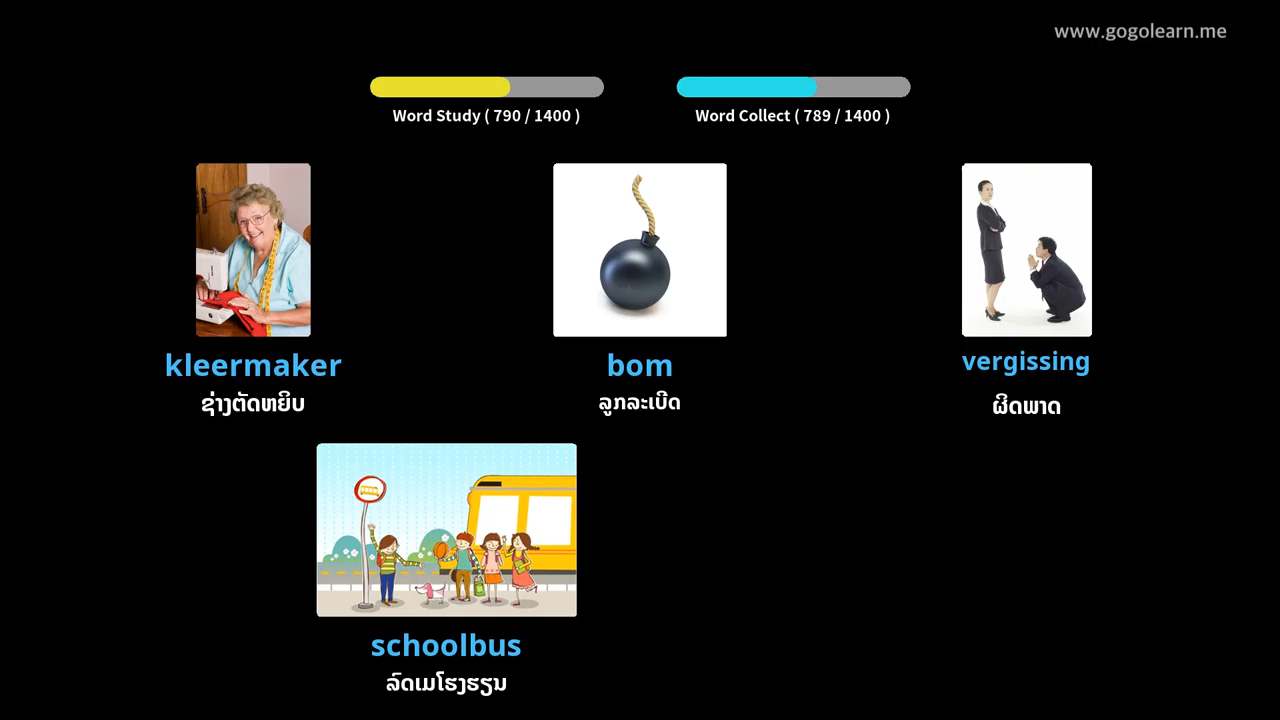 www.gogolearn.me
Word Study ( 790 / 1400 )
Word Collect ( 789 / 1400 )
kleermaker
ຊ່າງຕັດຫຍິບ
bom
ລູກລະເບີດ
vergissing
ຜິດພາດ
schoolbus
ລົດເມໂຮງຮຽນ